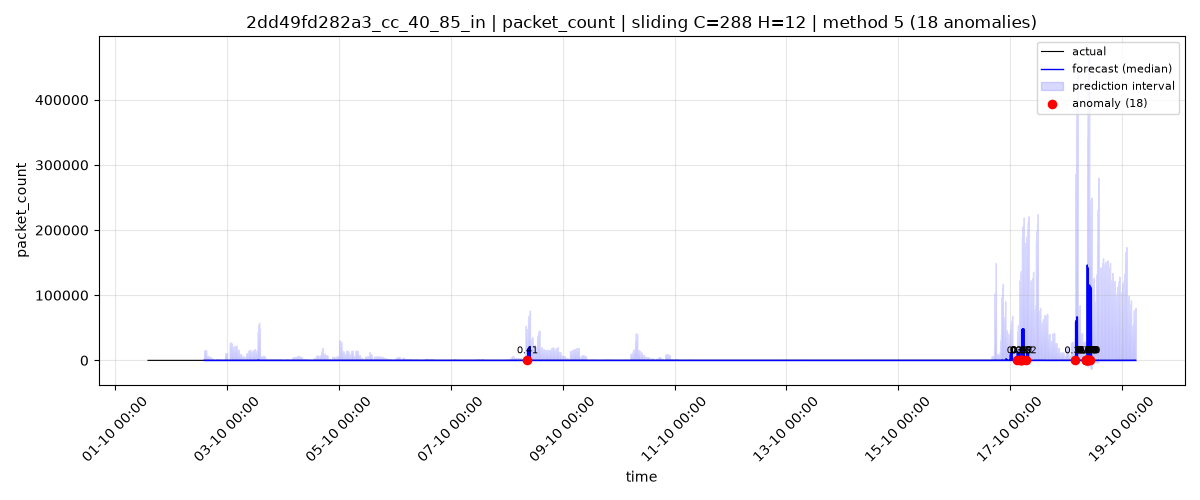 2dd49fd282a3_cc_40_85_in | packet_count | sliding C=288 H=12 | method 5 (18 anomalies)
actual
forecast (median)
prediction interval
anomaly (18)
packet_count
400000
300000
200000
100000
0
0.41
01-10 00:00
03-10 00:00
05-10 00:00
07-10 00:00
09-10 00:00
11-10 00:00
13-10 00:00
15-10 00:00
17-10 00:00
19-10 00:00
time